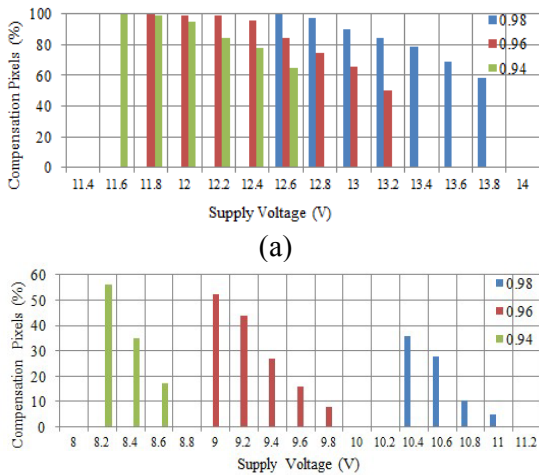 Compensation Pixels (%)
100
80
60
40
20
0
0.98
0.96
0.94
11.4 11.6 11.8 12 12.2 12.4 12.6 12.8 13 13.2 13.4 13.6 13.8 14
Supply Voltage (V)
(a)
Compensation Pixels (%)
60
50
40
30
20
10
0
0.98
0.96
0.94
8 8.2 8.4 8.6 8.8 9 9.2 9.4 9.6 9.8 10 10.2 10.4 10.6 10.8 11 11.2
Supply Voltage (V)